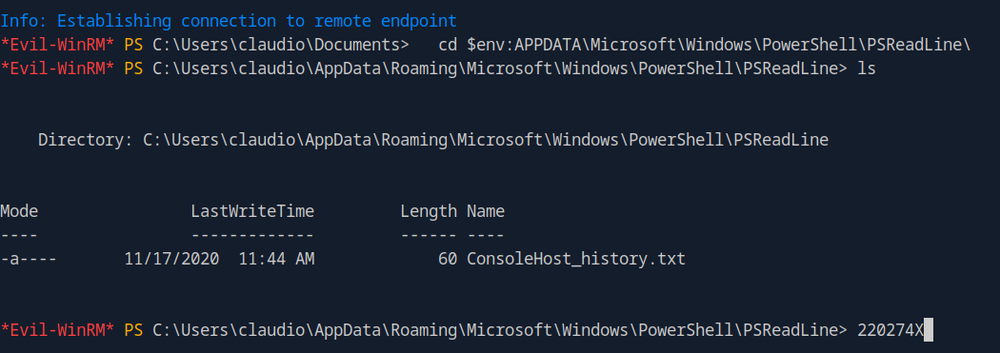 Info: Establishing connection to remote endpoint
*Evil-WinRM* PS C:\Users\claudio\Documents>   cd $env:APPDATA\Microsoft\Windows\PowerShell\PSReadLine\
*Evil-WinRM* PS C:\Users\claudio\AppData\Roaming\Microsoft\Windows\PowerShell\PSReadLine> ls
    Directory: C:\Users\claudio\AppData\Roaming\Microsoft\Windows\PowerShell\PSReadLine
Mode                LastWriteTime         Length Name
----                -------------         ------ ----
-a----       11/17/2020  11:44 AM             60 ConsoleHost_history.txt
*Evil-WinRM* PS C:\Users\claudio\AppData\Roaming\Microsoft\Windows\PowerShell\PSReadLine> 220274X